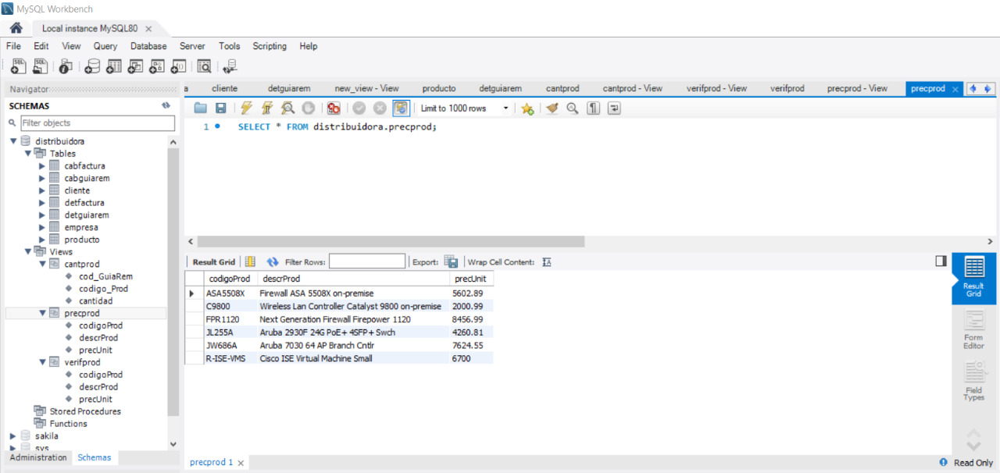 MySQL Workbench
Local instance MySQL80
File Edit View Query Database Server Tools Scripting Help
Navigator
SCHEMAS
Filter objects
distribuidora
Tables
cabfactura
cabguiarem
cliente
detfactura
detguiarem
empresa
producto
Views
cantprod
cod_GuiaRem
codigo_Prod
cantidad
precprod
codigoProd
descrProd
precUnit
verifprod
codigoProd
descrProd
precUnit
Stored Procedures
Functions
sakila
sys
Administration Schemas
a cliente detguiarem new_view - View producto detguiarem cantprod cantprod - View verifprod - View verifprod precprod - View precprod
Limit to 1000 rows
1 SELECT * FROM distribuidora.precprod;
Result Grid Filter Rows: Export: Wrap Cell Content:
codigoProd descrProd precUnit
ASA5508X Firewall ASA 5508X on-premise 5602.89
C9800 Wireless Lan Controller Catalyst 9800 on-premise 2000.99
FPR1120 Next Generation Firewall Firepower 1120 8456.99
JL255A Aruba 2930F 24G PoE+ 4SFP+ Swch 4260.81
JW686A Aruba 7030 64 AP Branch Cntlr 7624.55
R-ISE-VMS Cisco ISE Virtual Machine Small 6700
Result
Grid
Form
Editor
Field
Types
precprod 1
Read Only